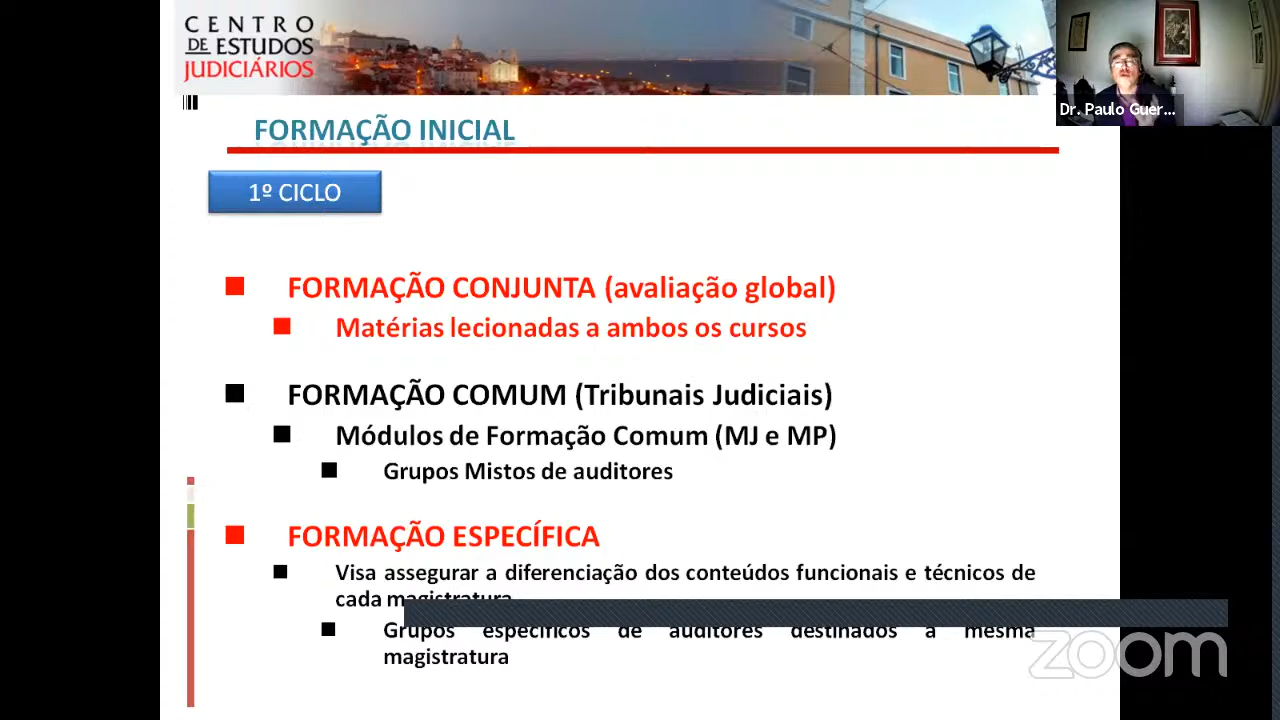 CENTRO
DE ESTUDOS
JUDICIÁRIOS
Dr. Paulo Guer...
FORMAÇÃO INICIAL
1º CICLO
FORMAÇÃO CONJUNTA (avaliação global)
Matérias lecionadas a ambos os cursos
FORMAÇÃO COMUM (Tribunais Judiciais)
Módulos de Formação Comum (MJ e MP)
Grupos Mistos de auditores
FORMAÇÃO ESPECÍFICA
Visa assegurar a diferenciação dos conteúdos funcionais e técnicos de
cada magistratura
Grupos específicos de auditores destinados à mesma
magistratura
zoom